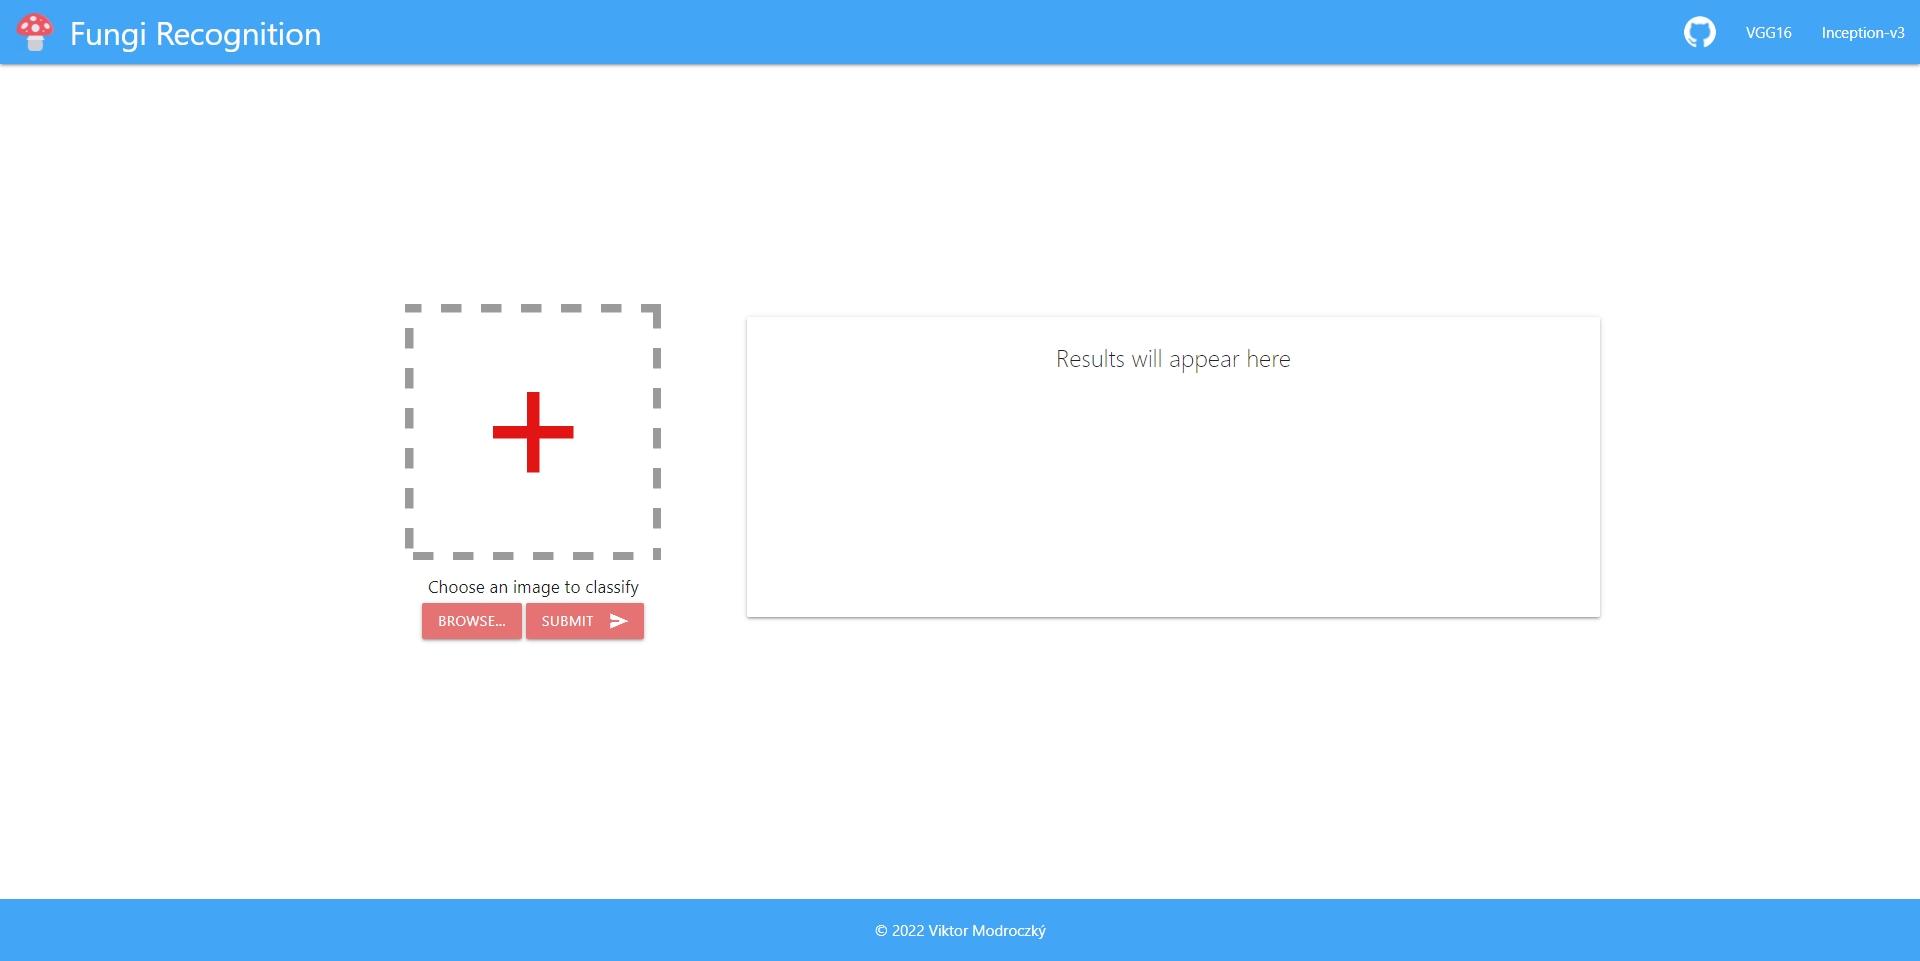 Fungi Recognition
VGG16
Inception-v3
Results will appear here
Choose an image to classify
BROWSE...
SUBMIT
© 2022 Viktor Modroczký